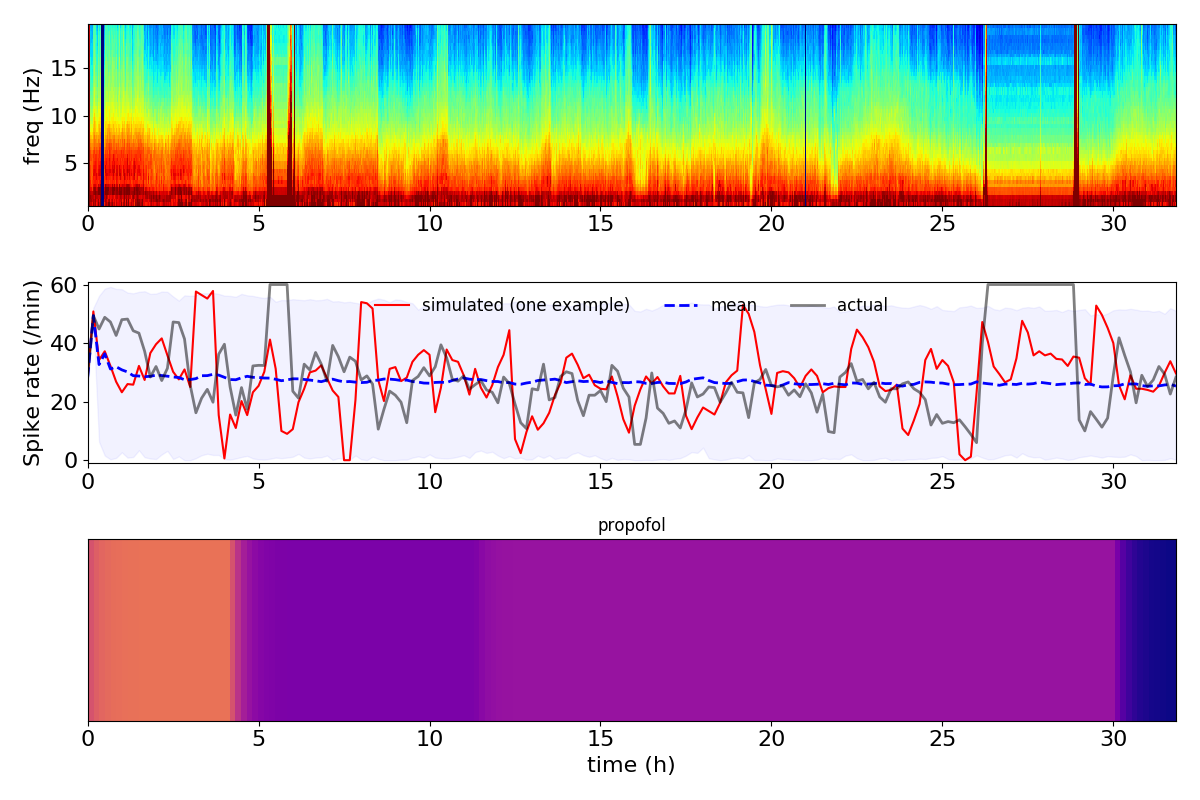 freq (Hz)
15
10
5
0 5 10 15 20 25 30
Spike rate (/min)
60
40
20
0
simulated (one example) mean actual
0 5 10 15 20 25 30
propofol
0 5 10 15 20 25 30
time (h)